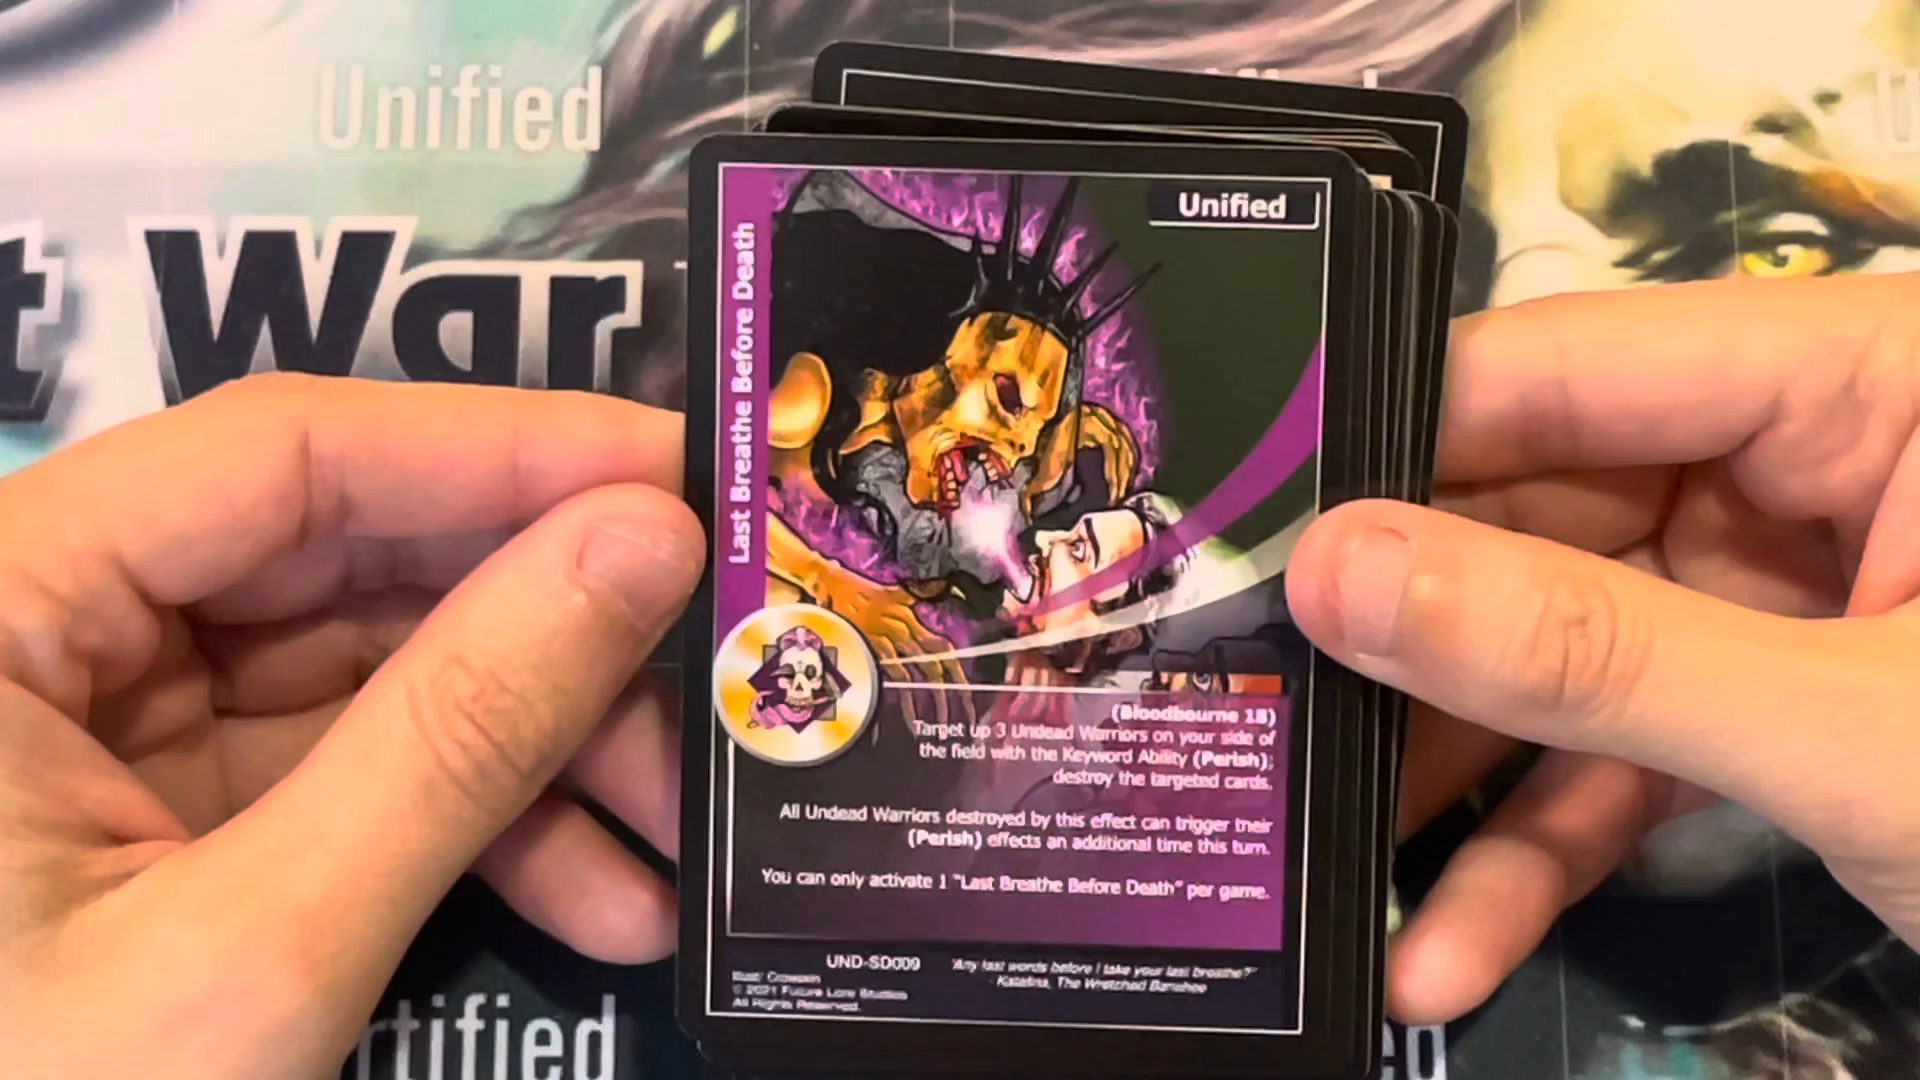 Unified
t War
Unified
Last Breathe Before Death
(Bloodbourne 18)
Target up 3 Undead Warriors on your side of
the field with the Keyword Ability (Perish);
destroy the targeted cards.
All Undead Warriors destroyed by this effect can trigger their
(Perish) effects an additional time this turn.
You can only activate 1 "Last Breathe Before Death" per game.
UND-SD009
"Any last words before I take your last breathe?"
- Katelina, The Wretched Banshee
© 2021 Future Lore Studios
All Rights Reserved.
rtified
ed